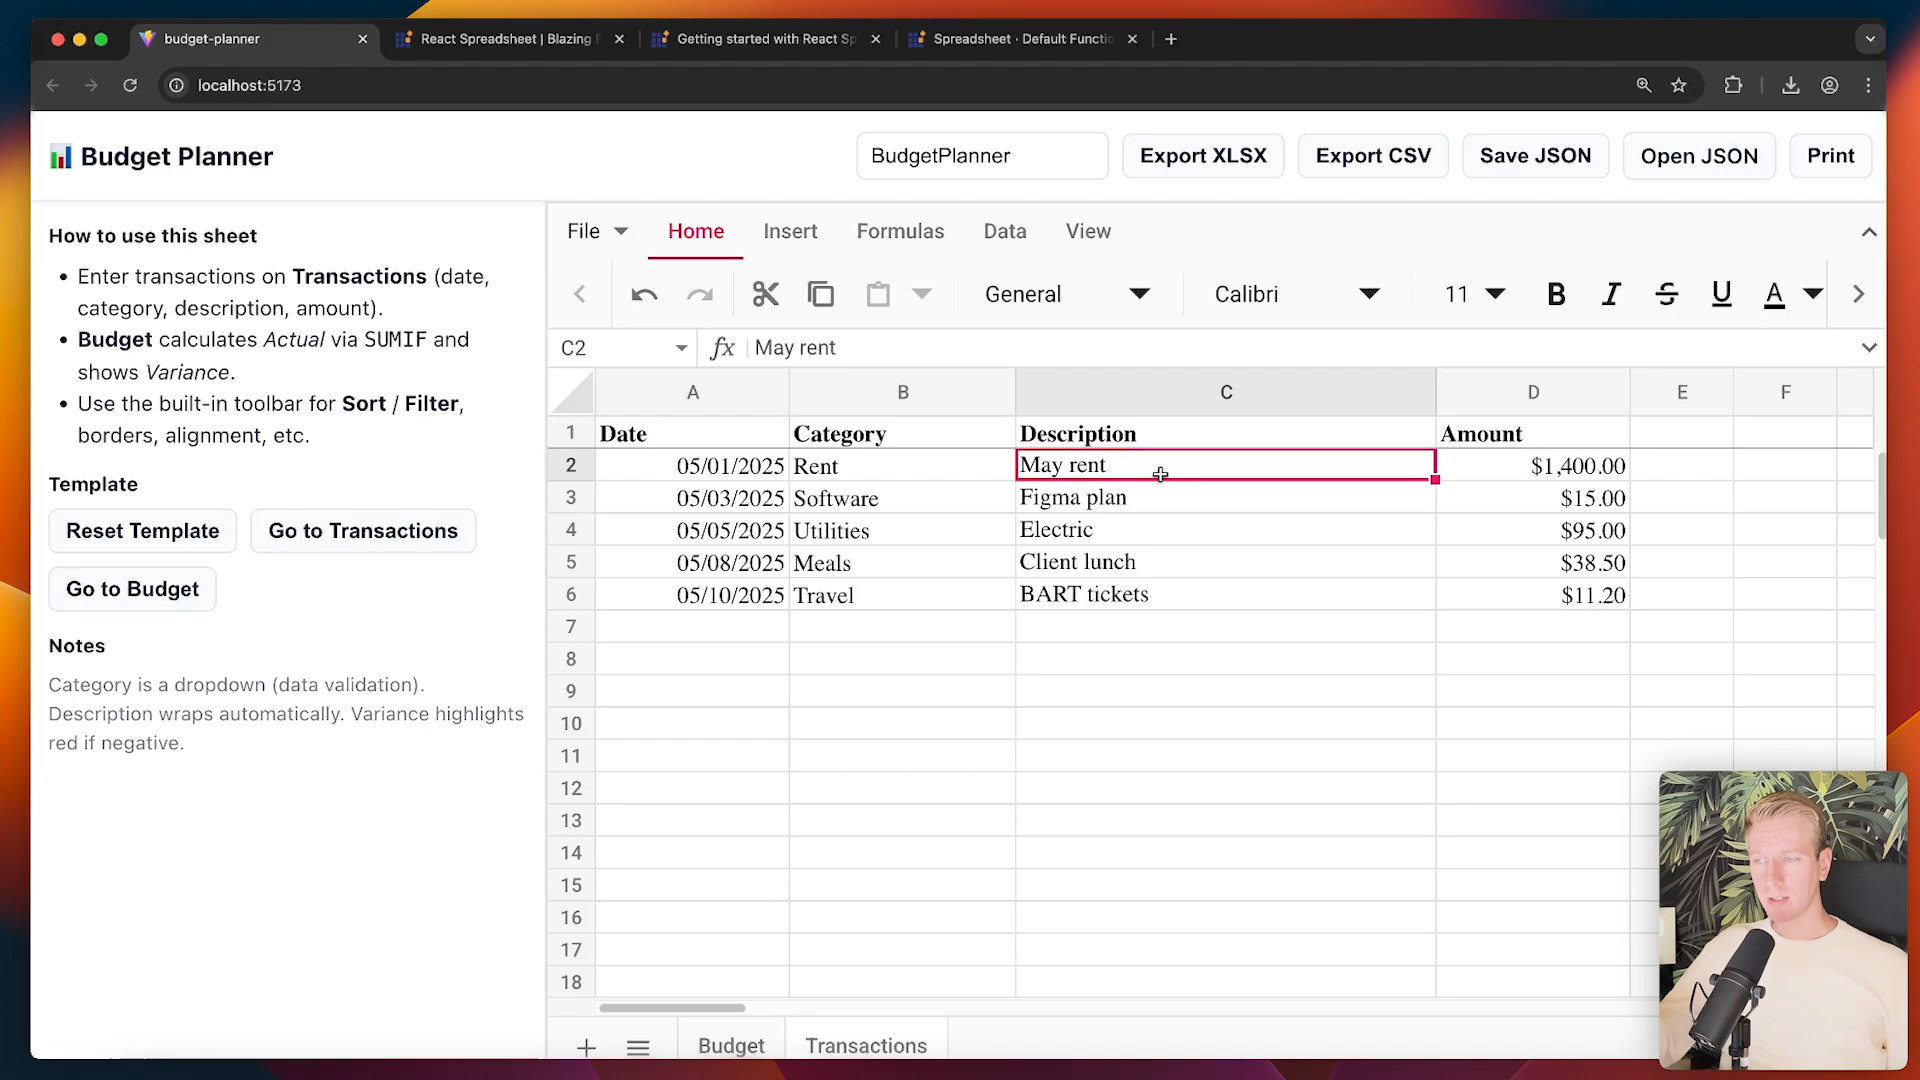 budget-planner
React Spreadsheet | Blazing F
Getting started with React Sp
Spreadsheet · Default Functio
localhost:5173
Budget Planner
BudgetPlanner
Export XLSX
Export CSV
Save JSON
Open JSON
Print
How to use this sheet
Enter transactions on Transactions (date,
category, description, amount).
Budget calculates Actual via SUMIF and
shows Variance.
Use the built-in toolbar for Sort / Filter,
borders, alignment, etc.
Template
Reset Template
Go to Transactions
Go to Budget
Notes
Category is a dropdown (data validation).
Description wraps automatically. Variance highlights
red if negative.
File Home Insert Formulas Data View
General Calibri 11 B I S U A
C2 fx May rent
A B C D E F
1 Date Category Description Amount
2 05/01/2025 Rent May rent $1,400.00
3 05/03/2025 Software Figma plan $15.00
4 05/05/2025 Utilities Electric $95.00
5 05/08/2025 Meals Client lunch $38.50
6 05/10/2025 Travel BART tickets $11.20
7
8
9
10
11
12
13
14
15
16
17
18
Budget Transactions